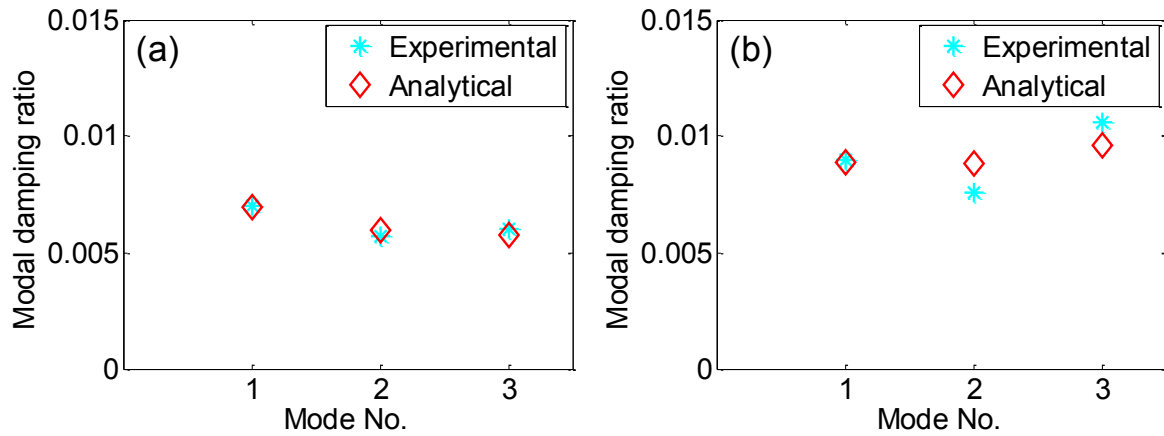 (a)
Experimental
Analytical
Modal damping ratio
0.015
0.01
0.005
0
1 2 3
Mode No.
(b)
Experimental
Analytical
Modal damping ratio
0.015
0.01
0.005
0
1 2 3
Mode No.